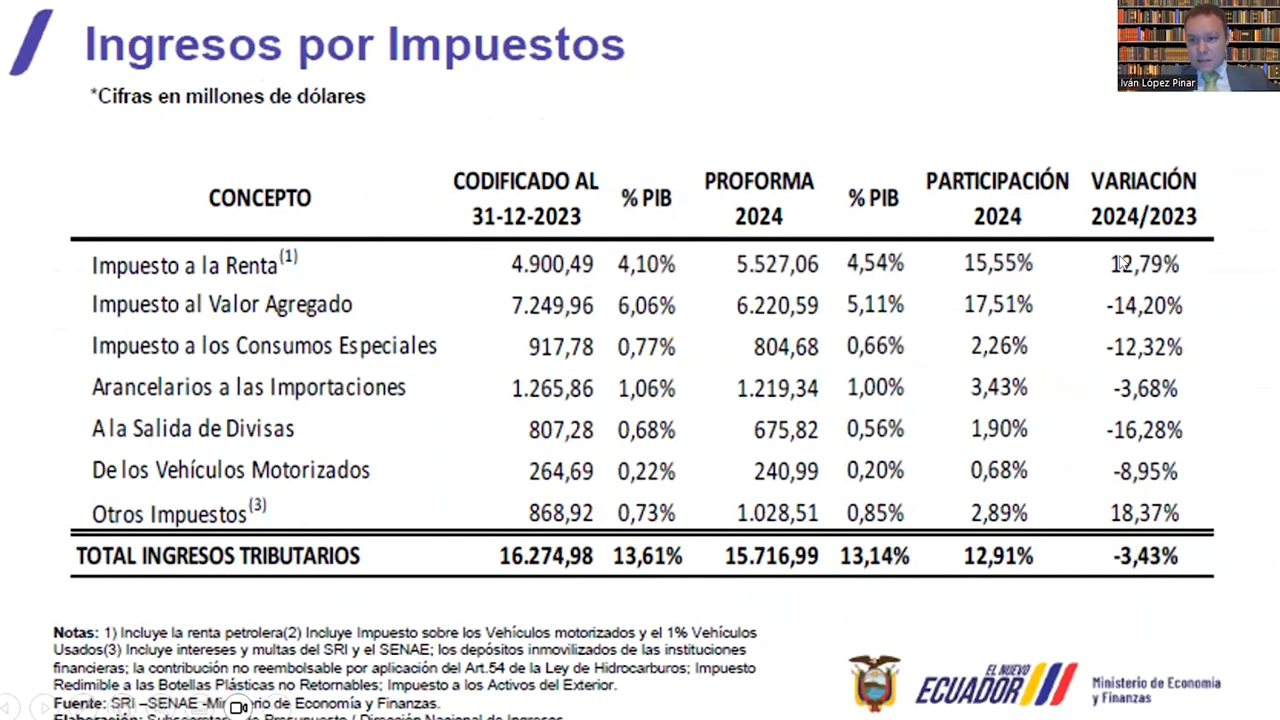 Ingresos por Impuestos
*Cifras en millones de dólares
Iván López Pinar
CONCEPTO CODIFICADO AL 31-12-2023 % PIB PROFORMA 2024 % PIB PARTICIPACIÓN 2024 VARIACIÓN 2024/2023
Impuesto a la Renta(1) 4.900,49 4,10% 5.527,06 4,54% 15,55% 12,79%
Impuesto al Valor Agregado 7.249,96 6,06% 6.220,59 5,11% 17,51% -14,20%
Impuesto a los Consumos Especiales 917,78 0,77% 804,68 0,66% 2,26% -12,32%
Arancelarios a las Importaciones 1.265,86 1,06% 1.219,34 1,00% 3,43% -3,68%
A la Salida de Divisas 807,28 0,68% 675,82 0,56% 1,90% -16,28%
De los Vehículos Motorizados 264,69 0,22% 240,99 0,20% 0,68% -8,95%
Otros Impuestos(3) 868,92 0,73% 1.028,51 0,85% 2,89% 18,37%
TOTAL INGRESOS TRIBUTARIOS 16.274,98 13,61% 15.716,99 13,14% 12,91% -3,43%
Notas: 1) Incluye la renta petrolera(2) Incluye Impuesto sobre los Vehículos motorizados y el 1% Vehículos
Usados(3) Incluye intereses y multas del SRI y el SENAE; los depósitos inmovilizados de las instituciones
financieras; la contribución no reembolsable por aplicación del Art.54 de la Ley de Hidrocarburos; Impuesto
Redimible a las Botellas Plásticas no Retornables; Impuesto a los Activos del Exterior.
Fuente: SRI –SENAE -Ministerio de Economía y Finanzas.
Elaboración: Subsecretaría de Presupuesto / Dirección Nacional de Ingresos
EL NUEVO
ECUADOR
Ministerio de Economía
y Finanzas